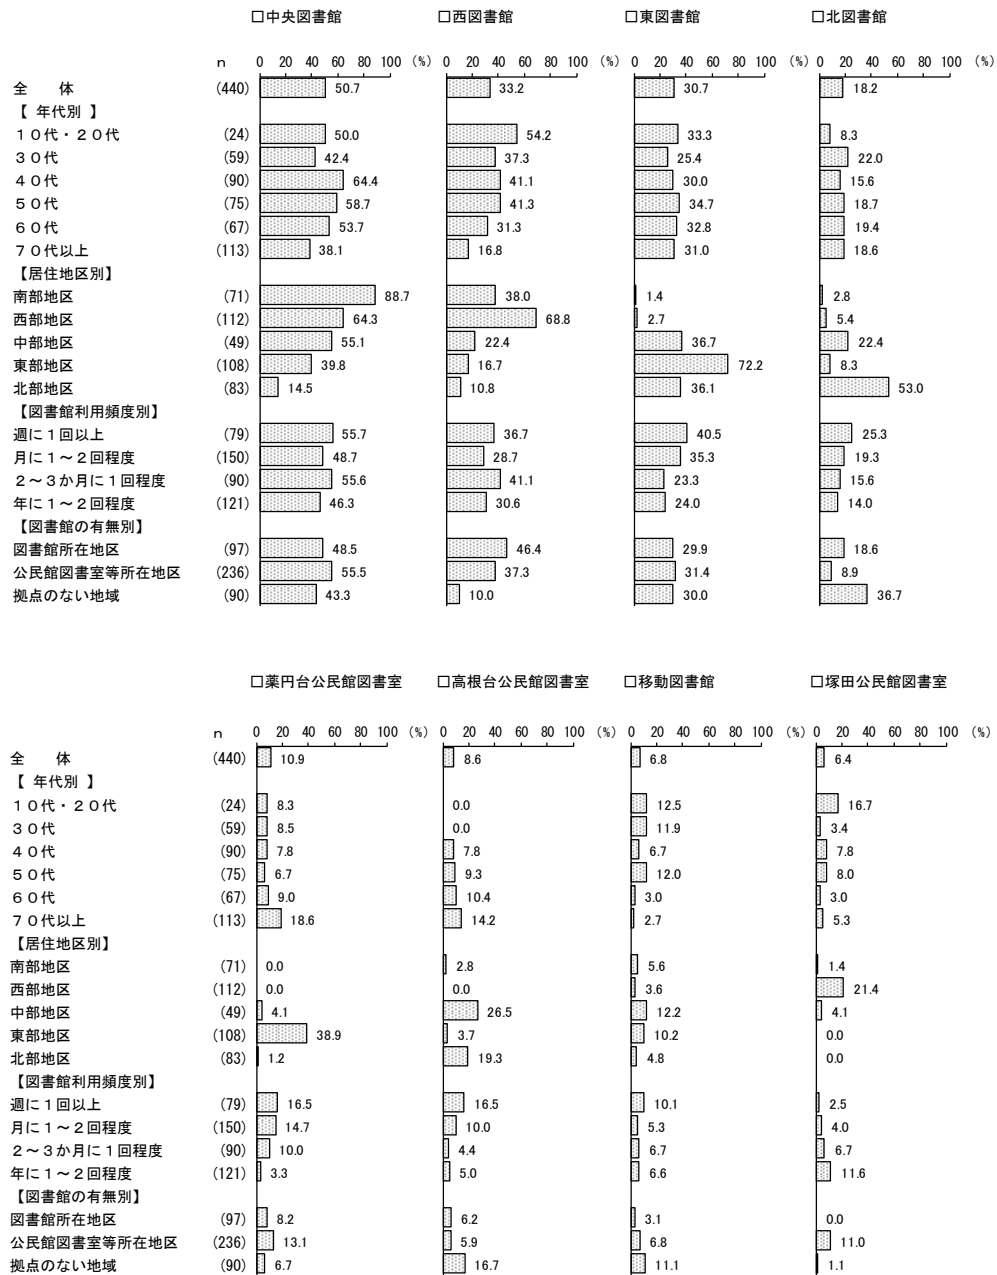 □中央図書館 □西図書館 □東図書館 □北図書館
n 0 20 40 60 80 100 (%) 0 20 40 60 80 100 (%) 0 20 40 60 80 100 (%) 0 20 40 60 80 100 (%)
全　体 (440) 50.7 33.2 30.7 18.2
【 年代別 】
１０代・２０代 (24) 50.0 54.2 33.3 8.3
３０代 (59) 42.4 37.3 25.4 22.0
４０代 (90) 64.4 41.1 30.0 15.6
５０代 (75) 58.7 41.3 34.7 18.7
６０代 (67) 53.7 31.3 32.8 19.4
７０代以上 (113) 38.1 16.8 31.0 18.6
【居住地区別】
南部地区 (71) 88.7 38.0 1.4 2.8
西部地区 (112) 64.3 68.8 2.7 5.4
中部地区 (49) 55.1 22.4 36.7 22.4
東部地区 (108) 39.8 16.7 72.2 8.3
北部地区 (83) 14.5 10.8 36.1 53.0
【図書館利用頻度別】
週に１回以上 (79) 55.7 36.7 40.5 25.3
月に１～２回程度 (150) 48.7 28.7 35.3 19.3
２～３か月に１回程度 (90) 55.6 41.1 23.3 15.6
年に１～２回程度 (121) 46.3 30.6 24.0 14.0
【図書館の有無別】
図書館所在地区 (97) 48.5 46.4 29.9 18.6
公民館図書室等所在地区 (236) 55.5 37.3 31.4 8.9
拠点のない地域 (90) 43.3 10.0 30.0 36.7
□薬円台公民館図書室 □高根台公民館図書室 □移動図書館 □塚田公民館図書室
n 0 20 40 60 80 100 (%) 0 20 40 60 80 100 (%) 0 20 40 60 80 100 (%) 0 20 40 60 80 100 (%)
全　体 (440) 10.9 8.6 6.8 6.4
【 年代別 】
１０代・２０代 (24) 8.3 0.0 12.5 16.7
３０代 (59) 8.5 0.0 11.9 3.4
４０代 (90) 7.8 7.8 6.7 7.8
５０代 (75) 6.7 9.3 12.0 8.0
６０代 (67) 9.0 10.4 3.0 3.0
７０代以上 (113) 18.6 14.2 2.7 5.3
【居住地区別】
南部地区 (71) 0.0 2.8 5.6 1.4
西部地区 (112) 0.0 0.0 3.6 21.4
中部地区 (49) 4.1 26.5 12.2 4.1
東部地区 (108) 38.9 3.7 10.2 0.0
北部地区 (83) 1.2 19.3 4.8 0.0
【図書館利用頻度別】
週に１回以上 (79) 16.5 16.5 10.1 2.5
月に１～２回程度 (150) 14.7 10.0 5.3 4.0
２～３か月に１回程度 (90) 10.0 4.4 6.7 6.7
年に１～２回程度 (121) 3.3 5.0 6.6 11.6
【図書館の有無別】
図書館所在地区 (97) 8.2 6.2 3.1 0.0
公民館図書室等所在地区 (236) 13.1 5.9 6.8 11.0
拠点のない地域 (90) 6.7 16.7 11.1 1.1